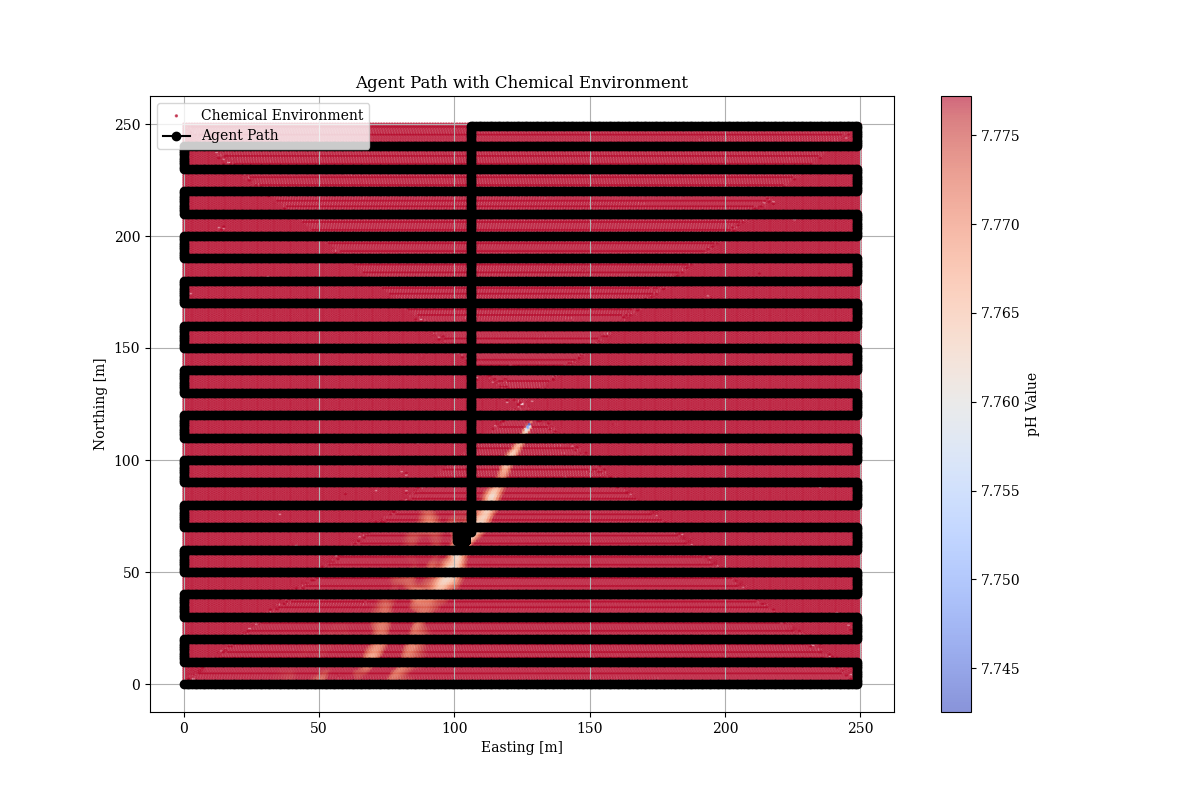 Agent Path with Chemical Environment
Chemical Environment
Agent Path
250
200
150
100
50
0
Northing [m]
0 50 100 150 200 250
Easting [m]
7.775
7.770
7.765
7.760
7.755
7.750
7.745
pH Value